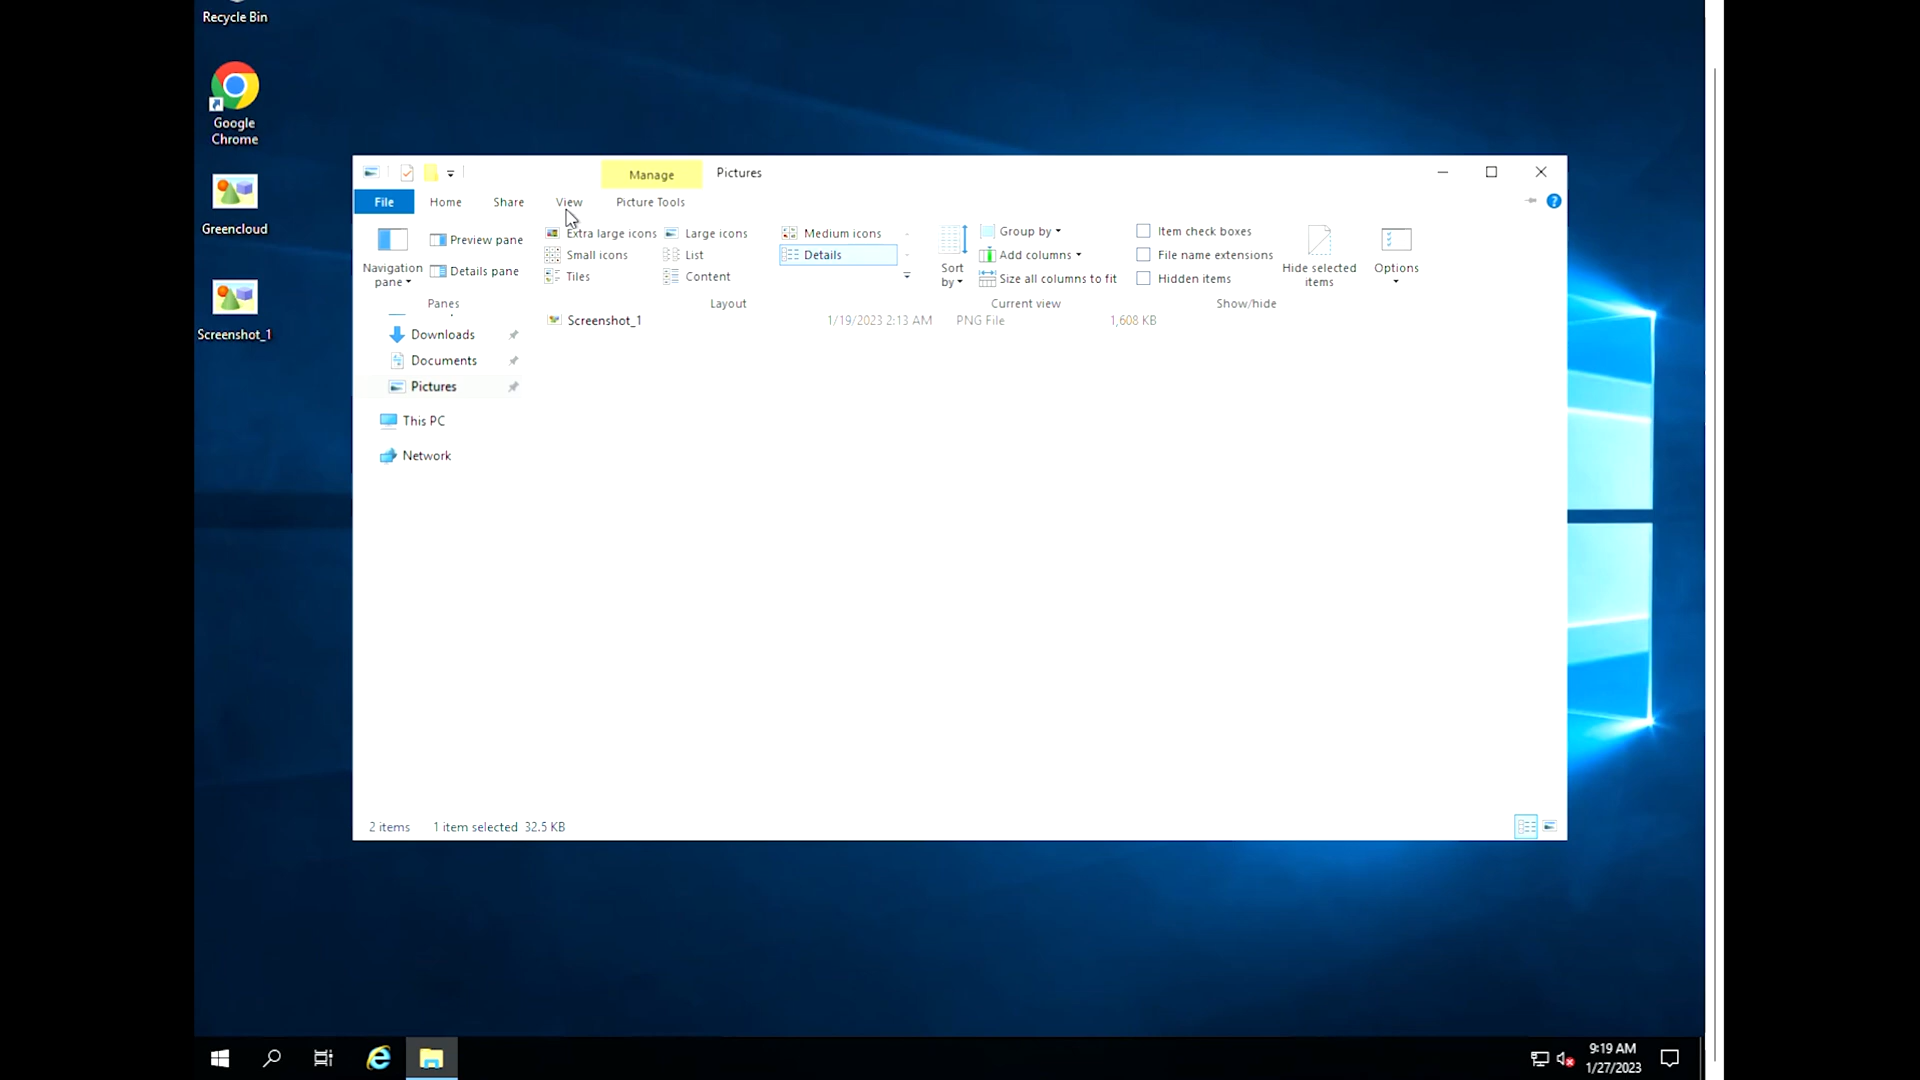 Recycle Bin
Google
Chrome
Greencloud
Screenshot_1
Manage
Pictures
File
Home
Share
View
Picture Tools
Navigation
pane
Preview pane
Details pane
Panes
Extra large icons
Large icons
Medium icons
Small icons
List
Details
Tiles
Content
Layout
Sort
by
Group by
Add columns
Size all columns to fit
Current view
Item check boxes
File name extensions
Hidden items
Hide selected
items
Show/hide
Options
Screenshot_1
1/19/2023 2:13 AM
PNG File
1,608 KB
Downloads
Documents
Pictures
This PC
Network
2 items
1 item selected 32.5 KB
9:19 AM
1/27/2023